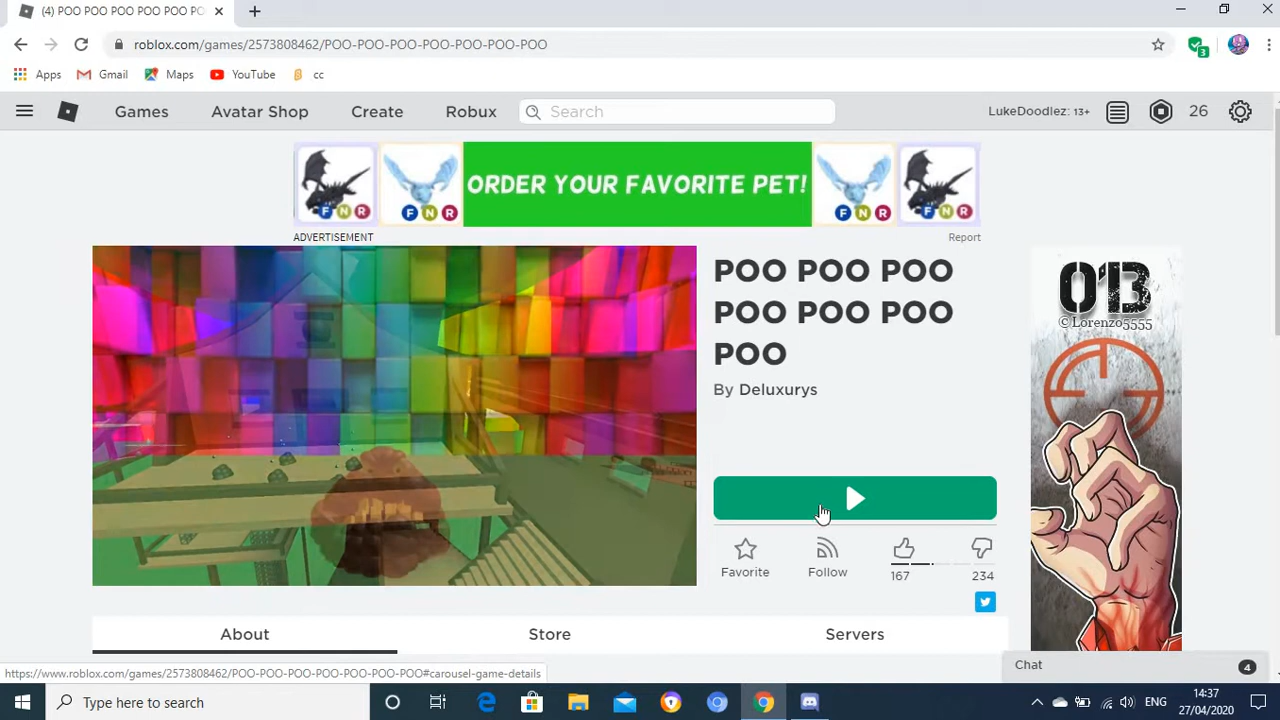 (4) POO POO POO POO POO PO
roblox.com/games/2573808462/POO-POO-POO-POO-POO-POO-POO
3
Apps Gmail Maps YouTube cc
Games Avatar Shop Create Robux Search LukeDoodlez: 13+ 26
F N R F N R ORDER YOUR FAVORITE PET! F N R F N R
ADVERTISEMENT Report
POO POO POO
POO POO POO
POO
By Deluxurys
013
©Lorenzo5555
Favorite Follow 167 234
About Store Servers
https://www.roblox.com/games/2573808462/POO-POO-POO-POO-POO-POO-POO#carousel-game-details
Chat 4
Type here to search
ENG 14:37
27/04/2020